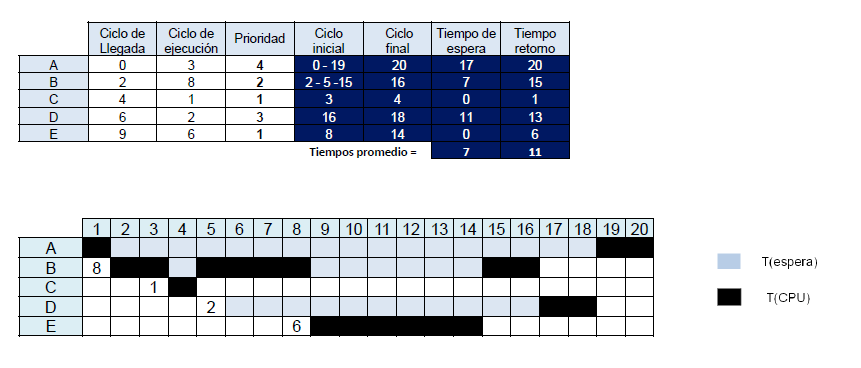 Ciclo de Llegada Ciclo de ejecución Prioridad Ciclo inicial Ciclo final Tiempo de espera Tiempo retorno
A 0 3 4 0 - 19 20 17 20
B 2 8 2 2 - 5 -15 16 7 15
C 4 1 1 3 4 0 1
D 6 2 3 16 18 11 13
E 9 6 1 8 14 0 6
Tiempos promedio = 7 11
1 2 3 4 5 6 7 8 9 10 11 12 13 14 15 16 17 18 19 20
A
B 8
C 1
D 2
E 6
T(espera)
T(CPU)